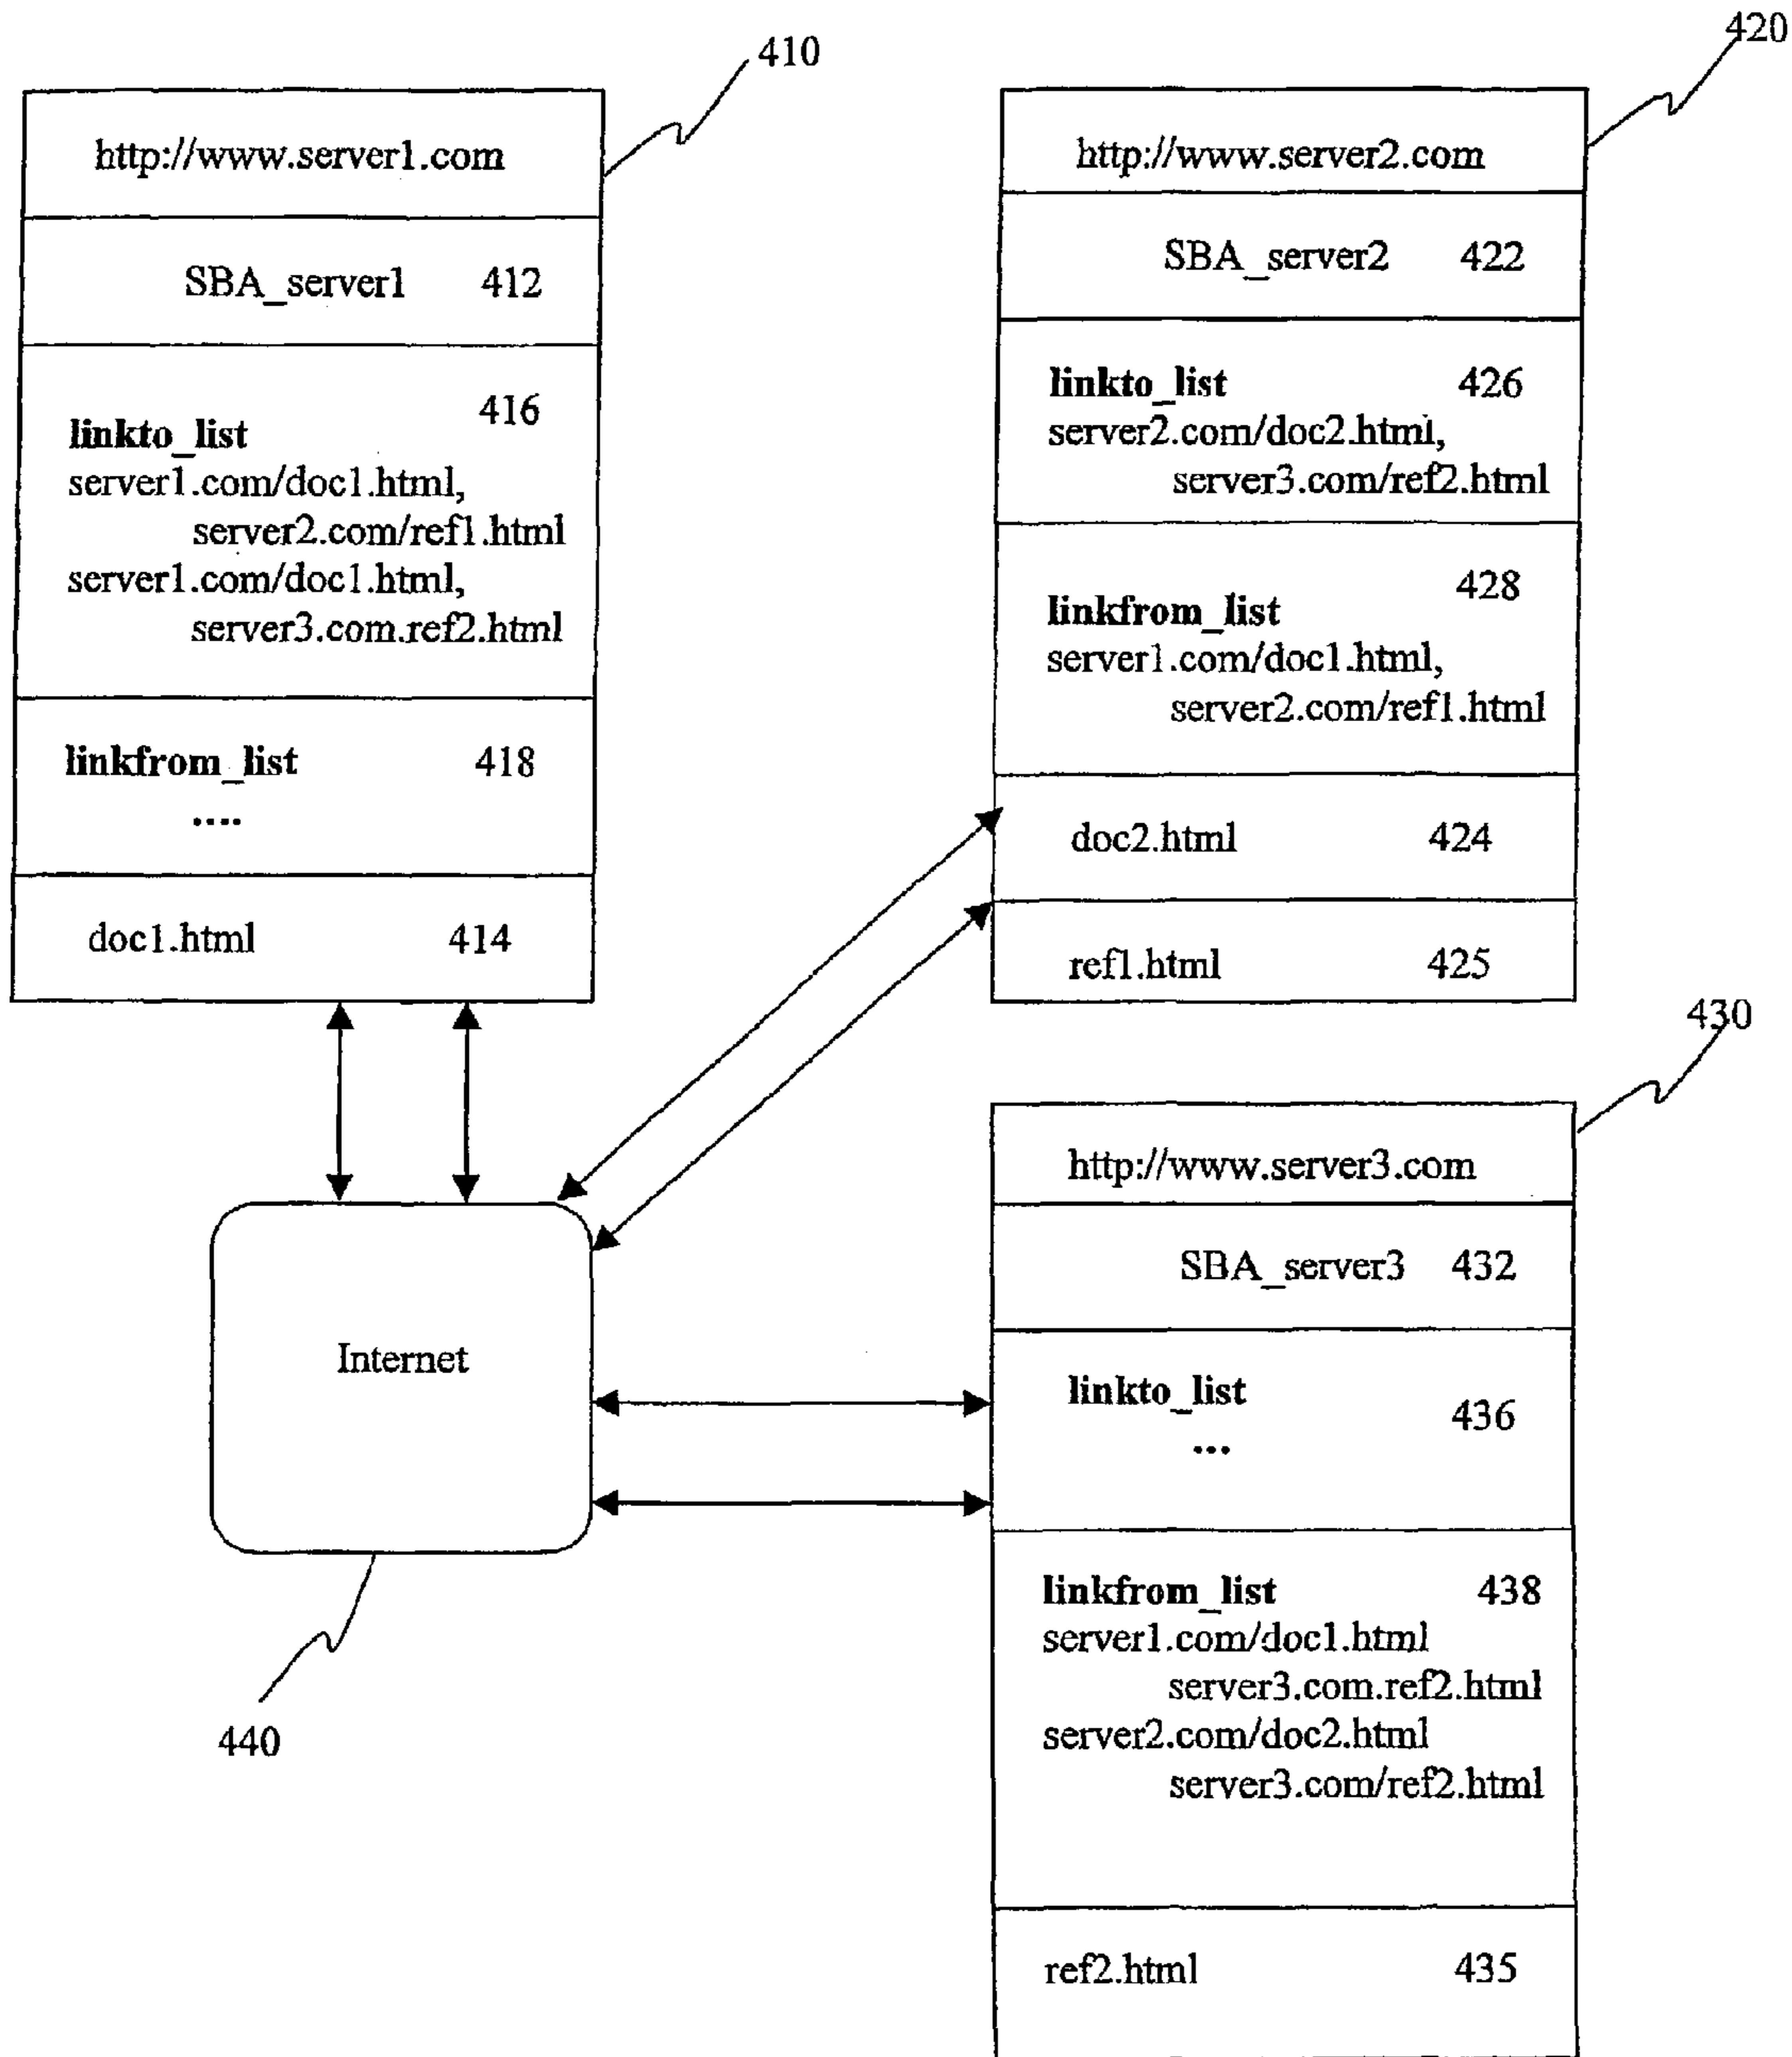 410
http://www.server1.com
SBA_server1 412
416
linkto_list
server1.com/doc1.html,
server2.com/ref1.html
server1.com/doc1.html,
server3.com.ref2.html
linkfrom_list 418
....
doc1.html 414
420
http://www.server2.com
SBA_server2 422
linkto_list 426
server2.com/doc2.html,
server3.com/ref2.html
428
linkfrom_list
server1.com/doc1.html,
server2.com/ref1.html
doc2.html 424
ref1.html 425
430
http://www.server3.com
SBA_server3 432
linkto_list
436
...
linkfrom_list 438
server1.com/doc1.html
server3.com.ref2.html
server2.com/doc2.html
server3.com/ref2.html
ref2.html 435
Internet
440